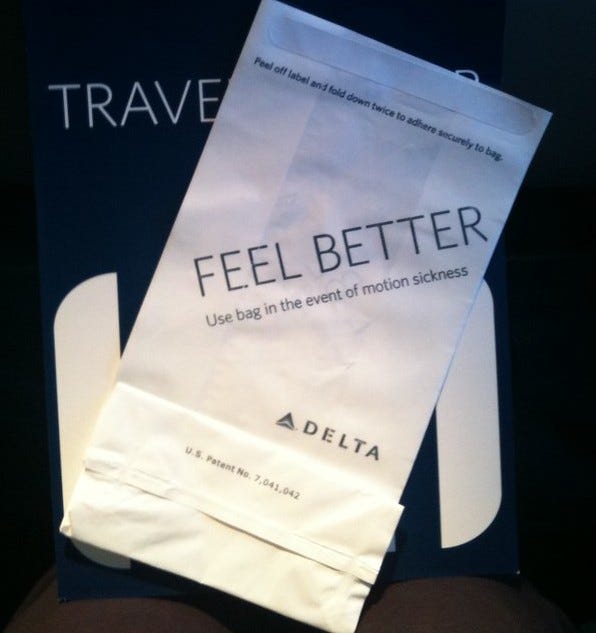 TRAVE
Peel off label and fold down twice to adhere securely to bag.
FEEL BETTER
Use bag in the event of motion sickness
DELTA
U.S. Patent No. 7,041,042